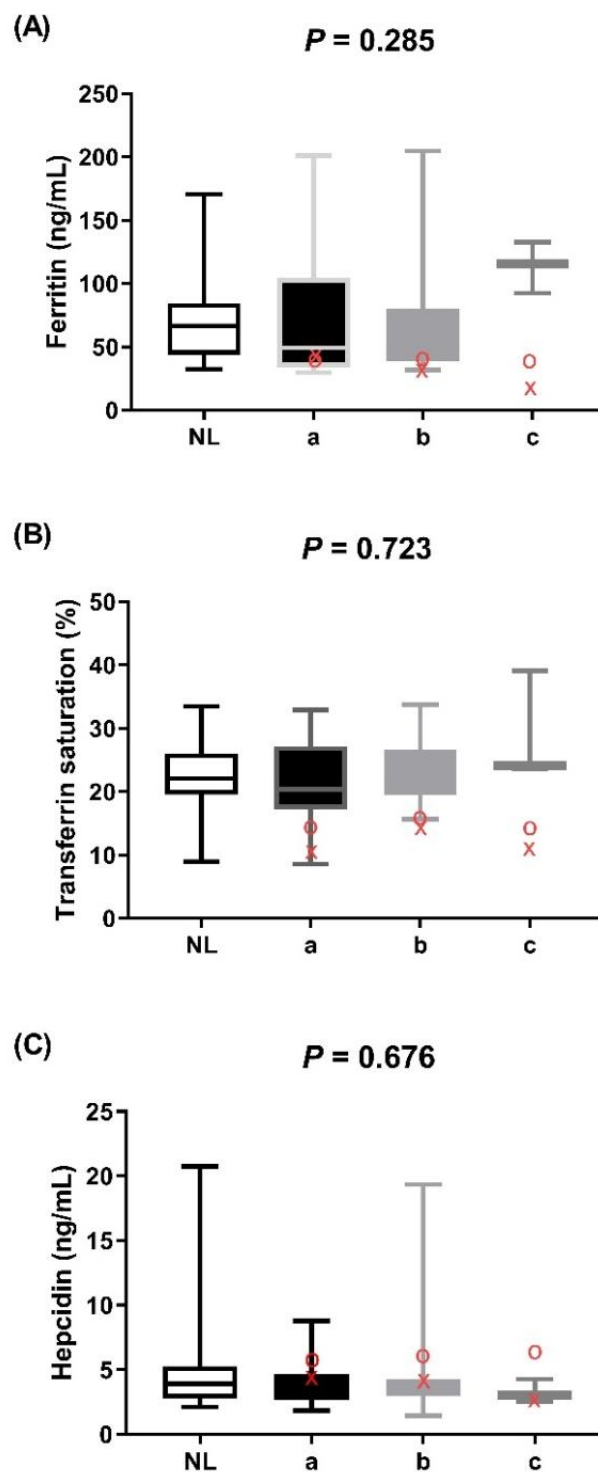 (A)
P = 0.285
Ferritin (ng/mL)
250
200
150
100
50
0
O
X
O
X
O
X
NL a b c
(B)
P = 0.723
Transferrin saturation (%)
50
40
30
20
10
0
O
X
O
X
O
X
NL a b c
(C)
P = 0.676
Hepcidin (ng/mL)
25
20
15
10
5
0
O
X
O
X
O
X
NL a b c